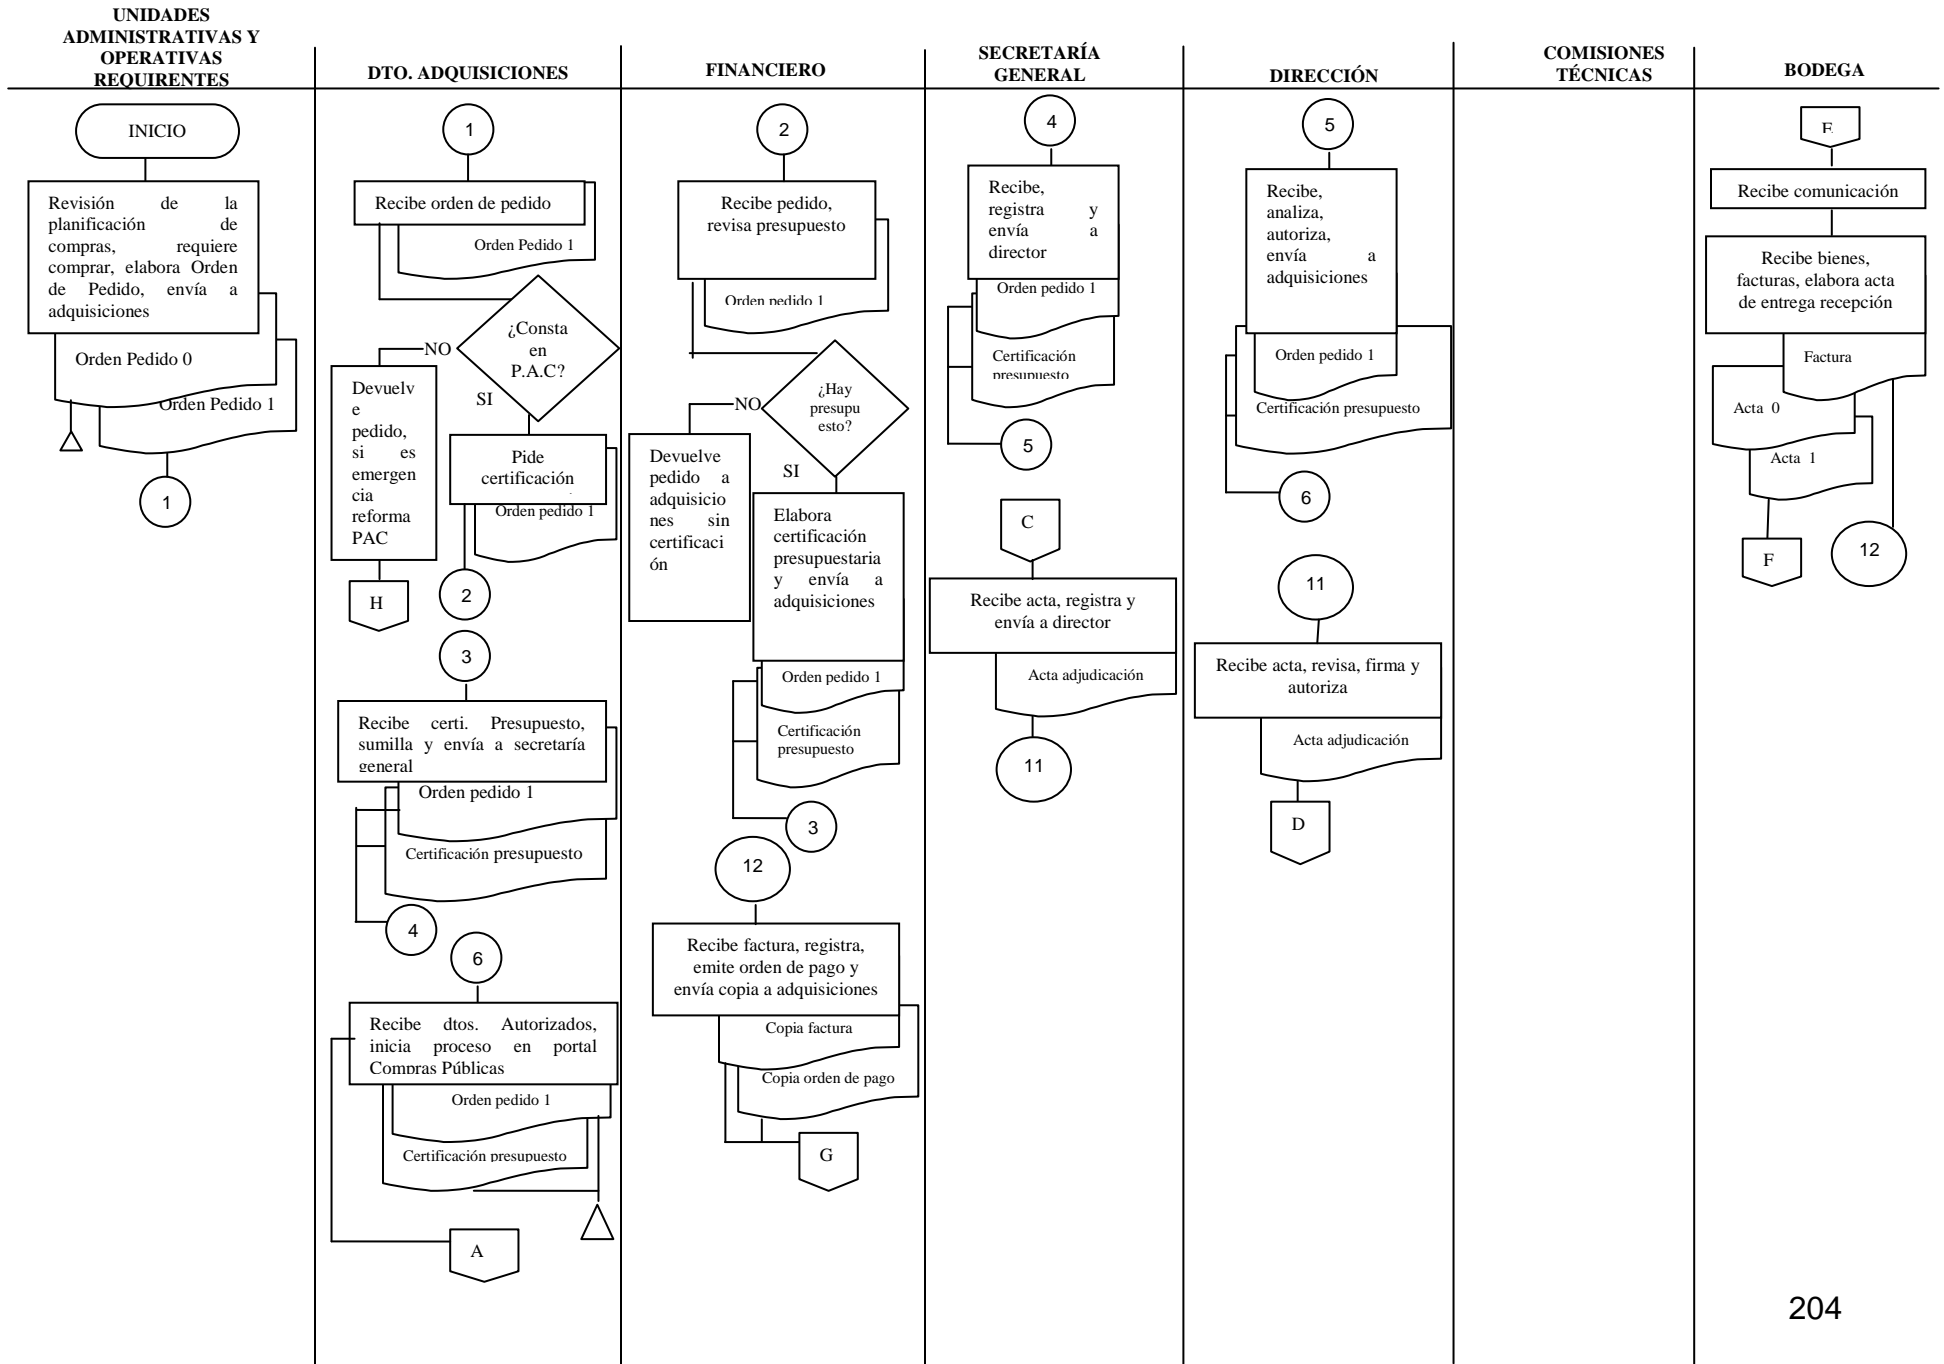 UNIDADES
ADMINISTRATIVAS Y
OPERATIVAS
REQUIRENTES
DTO. ADQUISICIONES
FINANCIERO
SECRETARÍA
GENERAL
DIRECCIÓN
COMISIONES
TÉCNICAS
BODEGA
INICIO
Revisión de la
planificación de
compras, requiere
comprar, elabora Orden
de Pedido, envía a
adquisiciones
Orden Pedido 0
Orden Pedido 1
1
1
Recibe orden de pedido
Orden Pedido 1
¿Consta
en
P.A.C?
NO
SI
Devuelv
e
pedido,
si es
emergen
cia
reforma
PAC
H
Pide
certificación
Orden pedido 1
2
3
Recibe certi. Presupuesto,
sumilla y envía a secretaría
general
Orden pedido 1
Certificación presupuesto
4
6
Recibe dtos. Autorizados,
inicia proceso en portal
Compras Públicas
Orden pedido 1
Certificación presupuesto
A
2
Recibe pedido,
revisa presupuesto
Orden pedido 1
¿Hay
presupu
esto?
NO
SI
Devuelve
pedido a
adquisicio
nes sin
certificaci
ón
Elabora
certificación
presupuestaria
y envía a
adquisiciones
Orden pedido 1
Certificación
presupuesto
3
12
Recibe factura, registra,
emite orden de pago y
envía copia a adquisiciones
Copia factura
Copia orden de pago
G
4
Recibe,
registra y
envía a
director
Orden pedido 1
Certificación
presupuesto
5
C
Recibe acta, registra y
envía a director
Acta adjudicación
11
5
Recibe,
analiza,
autoriza,
envía a
adquisiciones
Orden pedido 1
Certificación presupuesto
6
11
Recibe acta, revisa, firma y
autoriza
Acta adjudicación
D
E
Recibe comunicación
Recibe bienes,
facturas, elabora acta
de entrega recepción
Factura
Acta 0
Acta 1
F
12
204